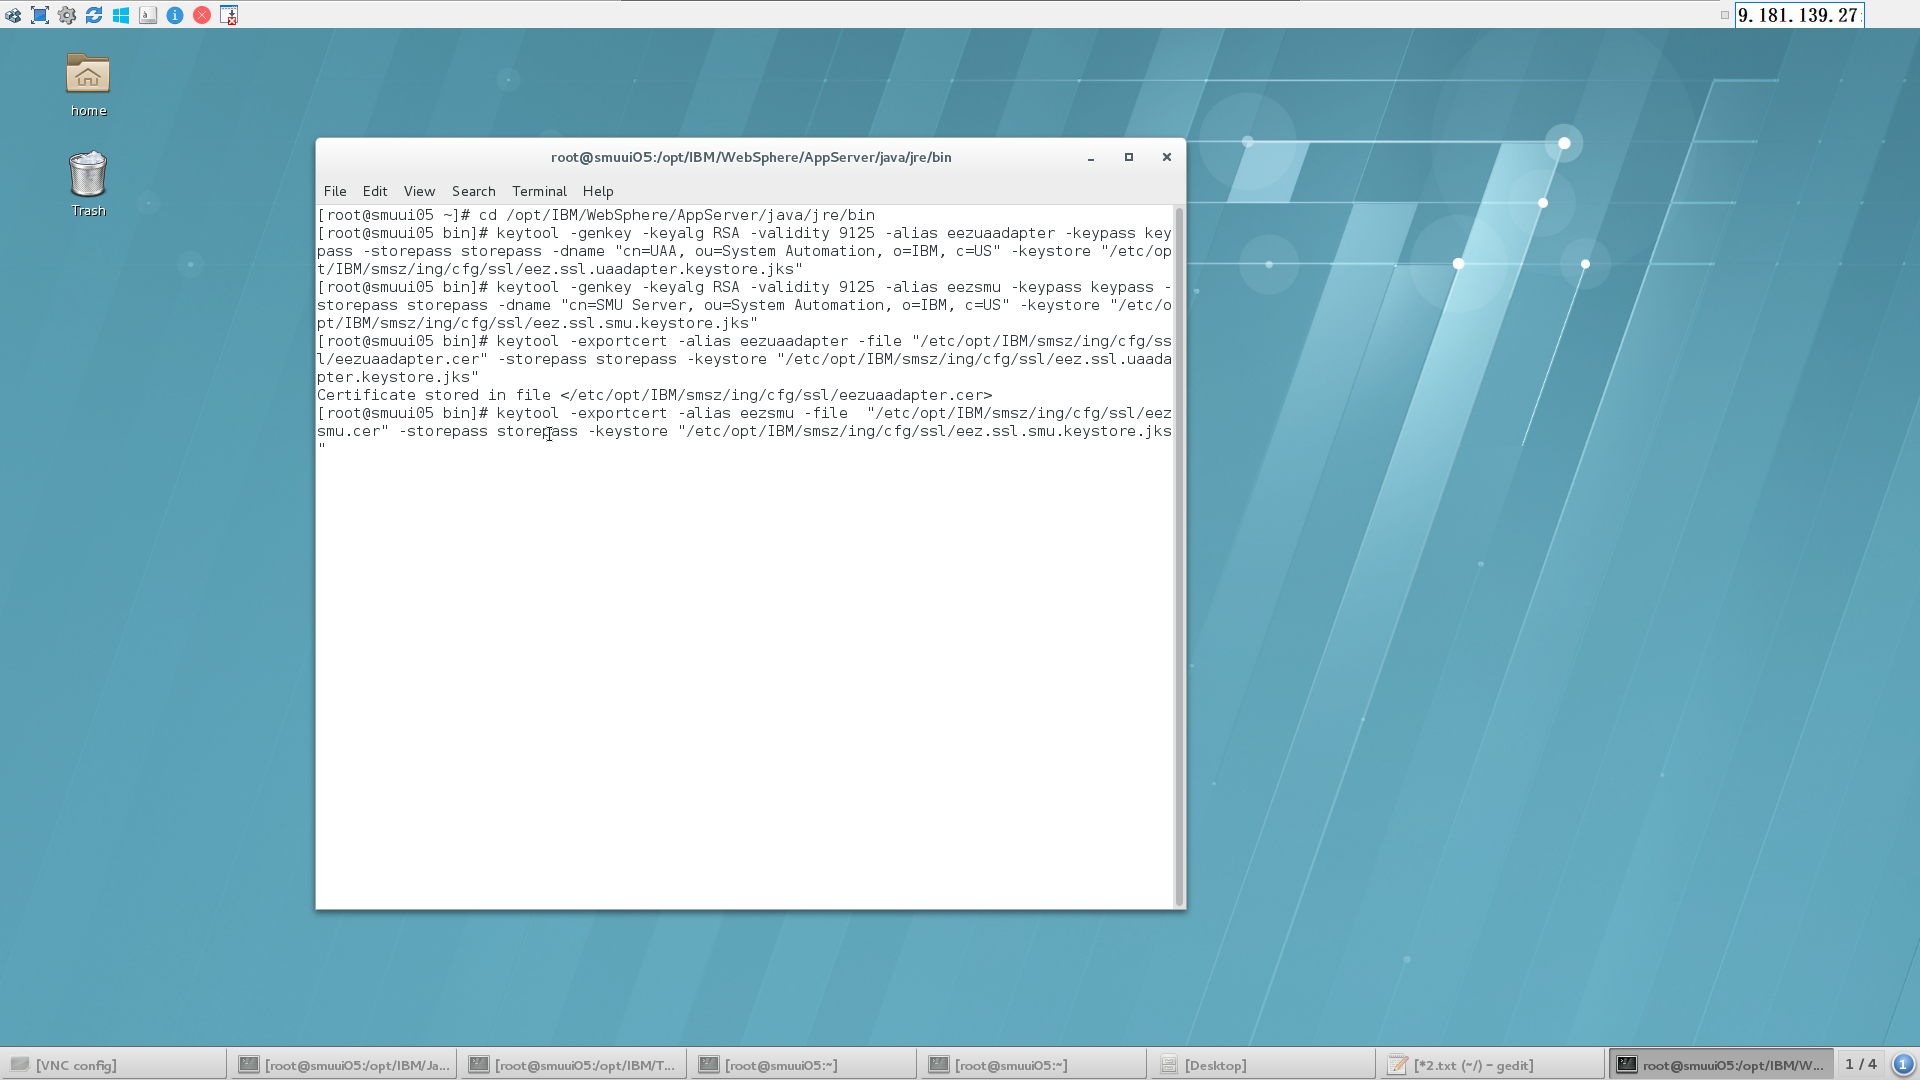 9.181.139.27:
home
Trash
root@smuui05:/opt/IBM/WebSphere/AppServer/java/jre/bin
File Edit View Search Terminal Help
[root@smuui05 ~]# cd /opt/IBM/WebSphere/AppServer/java/jre/bin
[root@smuui05 bin]# keytool -genkey -keyalg RSA -validity 9125 -alias eezuaadapter -keypass key
pass -storepass storepass -dname "cn=UAA, ou=System Automation, o=IBM, c=US" -keystore "/etc/op
t/IBM/smsz/ing/cfg/ssl/eez.ssl.uaadapter.keystore.jks"
[root@smuui05 bin]# keytool -genkey -keyalg RSA -validity 9125 -alias eezsmu -keypass keypass -
storepass storepass -dname "cn=SMU Server, ou=System Automation, o=IBM, c=US" -keystore "/etc/o
pt/IBM/smsz/ing/cfg/ssl/eez.ssl.smu.keystore.jks"
[root@smuui05 bin]# keytool -exportcert -alias eezuaadapter -file "/etc/opt/IBM/smsz/ing/cfg/ss
l/eezuaadapter.cer" -storepass storepass -keystore "/etc/opt/IBM/smsz/ing/cfg/ssl/eez.ssl.uaada
pter.keystore.jks"
Certificate stored in file </etc/opt/IBM/smsz/ing/cfg/ssl/eezuaadapter.cer>
[root@smuui05 bin]# keytool -exportcert -alias eezsmu -file  "/etc/opt/IBM/smsz/ing/cfg/ssl/eez
smu.cer" -storepass storepass -keystore "/etc/opt/IBM/smsz/ing/cfg/ssl/eez.ssl.smu.keystore.jks
"
[VNC config] [root@smuui05:/opt/IBM/Ja... [root@smuui05:/opt/IBM/T... [root@smuui05:~] [root@smuui05:~] [Desktop] [*2.txt (~/) - gedit] root@smuui05:/opt/IBM/W... 1 / 4 1